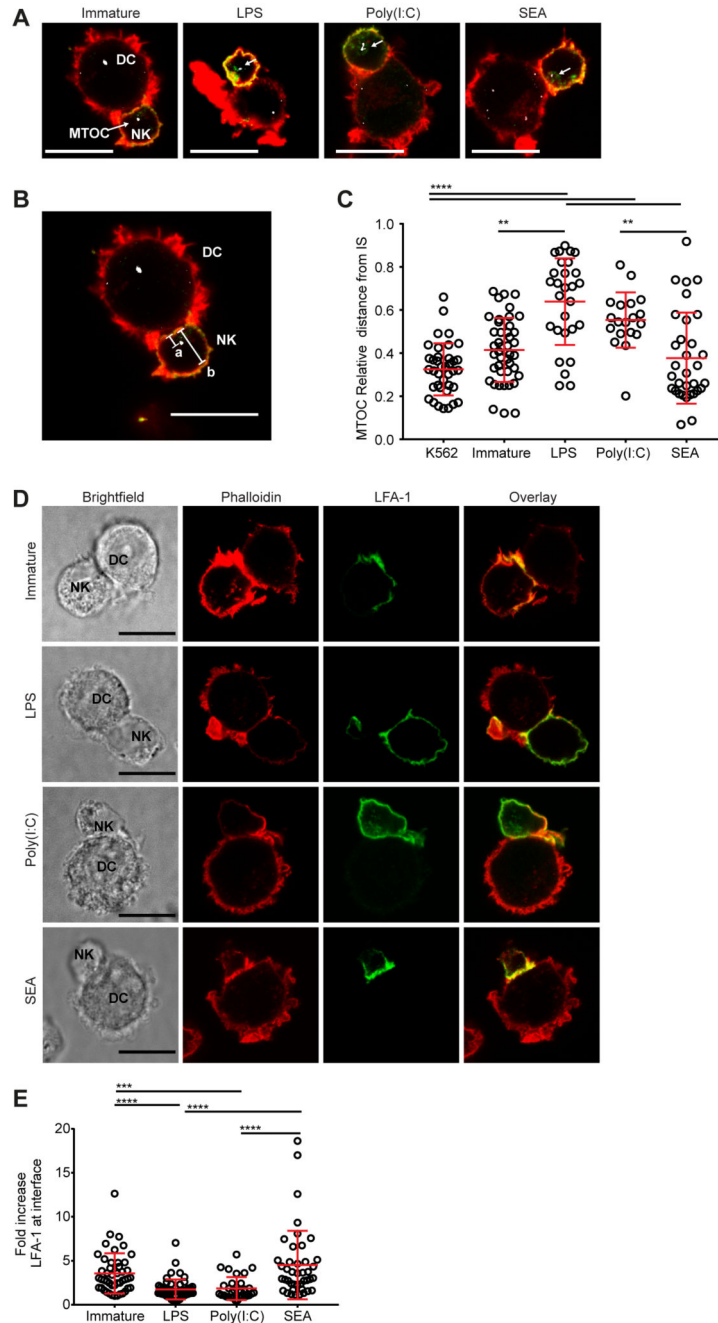 A
Immature
LPS
Poly(I:C)
SEA
DC
MTOC
NK
B
DC
NK
a
b
C
MTOC Relative distance from IS
1.0
0.8
0.6
0.4
0.2
0.0
****
**
**
K562 Immature LPS Poly(I:C) SEA
D
Brightfield Phalloidin LFA-1 Overlay
Immature
DC
NK
LPS
DC
NK
Poly(I:C)
NK
DC
SEA
NK
DC
E
Fold increase
LFA-1 at interface
20
15
10
5
0
***
****
****
****
Immature LPS Poly(I:C) SEA